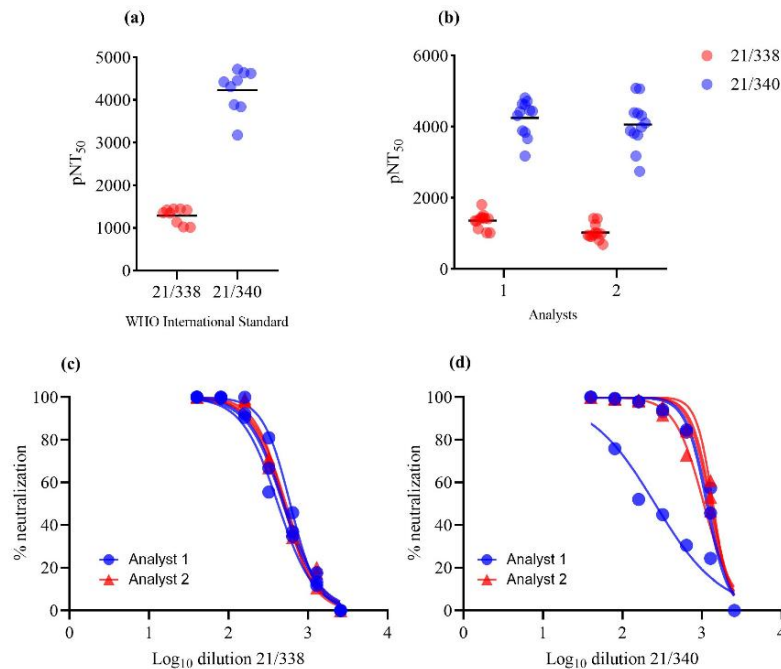 (a)
5000
4000
3000
2000
1000
0
pNT50
21/338 21/340
WHO International Standard
(b)
6000
4000
2000
0
pNT50
1 2
Analysts
21/338
21/340
(c)
100
80
60
40
20
0
% neutralization
Analyst 1
Analyst 2
0 1 2 3 4
Log10 dilution 21/338
(d)
100
80
60
40
20
0
% neutralization
Analyst 1
Analyst 2
0 1 2 3 4
Log10 dilution 21/340